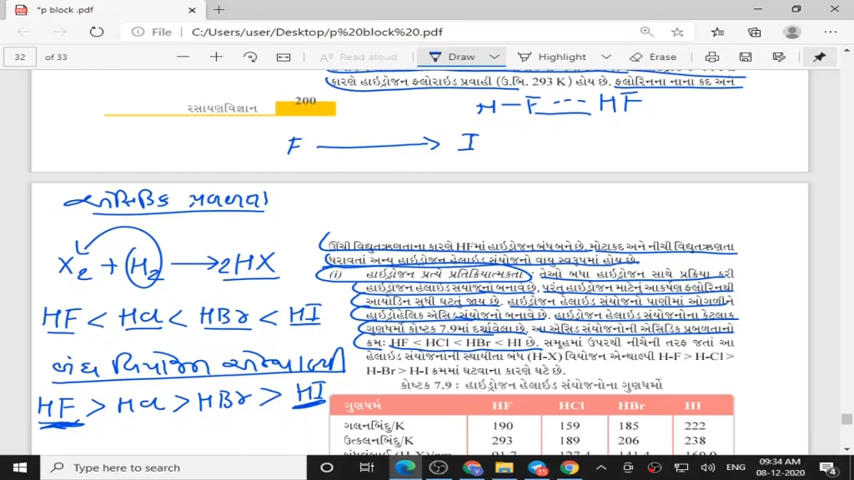 *p block .pdf
File C:/Users/user/Desktop/p%20block%20.pdf
32 of 33 Read aloud Draw Highlight Erase
કારણે હાઇડ્રોજન ફ્લોરાઇડ પ્રવાહી (ઉ.બિં. 293 K) હોય છે. ફ્લોરિનના નાના કદ અને
રસાયણવિજ્ઞાન 200
H-F --- HF
F → I
એસિડિક પ્રબળતા
X2 + H2 → 2HX
HF < HCl < HBr < HI
બંધ વિયોજન એન્થાલ્પી
HF > HCl > HBr > HI
ઊંચી વિદ્યુતઋણતાના કારણે HFમાં હાઇડ્રોજન બંધ બને છે. મોટાકદ અને નીચી વિદ્યુતઋણતા
ધરાવતાં અન્ય હાઇડ્રોજન હેલાઇડ સંયોજનો વાયુ સ્વરૂપમાં હોય છે.
(i) હાઇડ્રોજન પ્રત્યે પ્રતિક્રિયાત્મકતા : તેઓ બધા હાઇડ્રોજન સાથે પ્રક્રિયા કરી
હાઇડ્રોજન હેલાઇડ સંયોજનો બનાવે છે, પરંતુ હાઇડ્રોજન માટેનું આકર્ષણ ફ્લોરિનથી
આયોડિન સુધી ઘટતું જાય છે. હાઇડ્રોજન હેલાઇડ સંયોજનો પાણીમાં ઓગળીને
હાઇડ્રોહેલિક ઍસિડ સંયોજનો બનાવે છે. હાઇડ્રોજન હેલાઇડ સંયોજનોના કેટલાક
ગુણધર્મો કોષ્ટક 7.9માં દર્શાવેલા છે. આ ઍસિડ સંયોજનોની ઍસિડિક પ્રબળતાનો
ક્રમ: HF < HCl < HBr < HI છે. સમૂહમાં ઉપરથી નીચેની તરફ જતાં આ
હેલાઇડ સંયોજનોની સ્થાયીતા બંધ (H-X) વિયોજન એન્થાલ્પી H-F > H-Cl >
H-Br > H-I ક્રમમાં ઘટવાના કારણે ઘટે છે.
કોષ્ટક 7.9 : હાઇડ્રોજન હેલાઇડ સંયોજનોના ગુણધર્મો
ગુણધર્મ HF HCl HBr HI
ગલનબિંદુ/K 190 159 185 222
ઉત્કલનબિંદુ/K 293 189 206 238
Type here to search
ENG 09:34 AM
08-12-2020